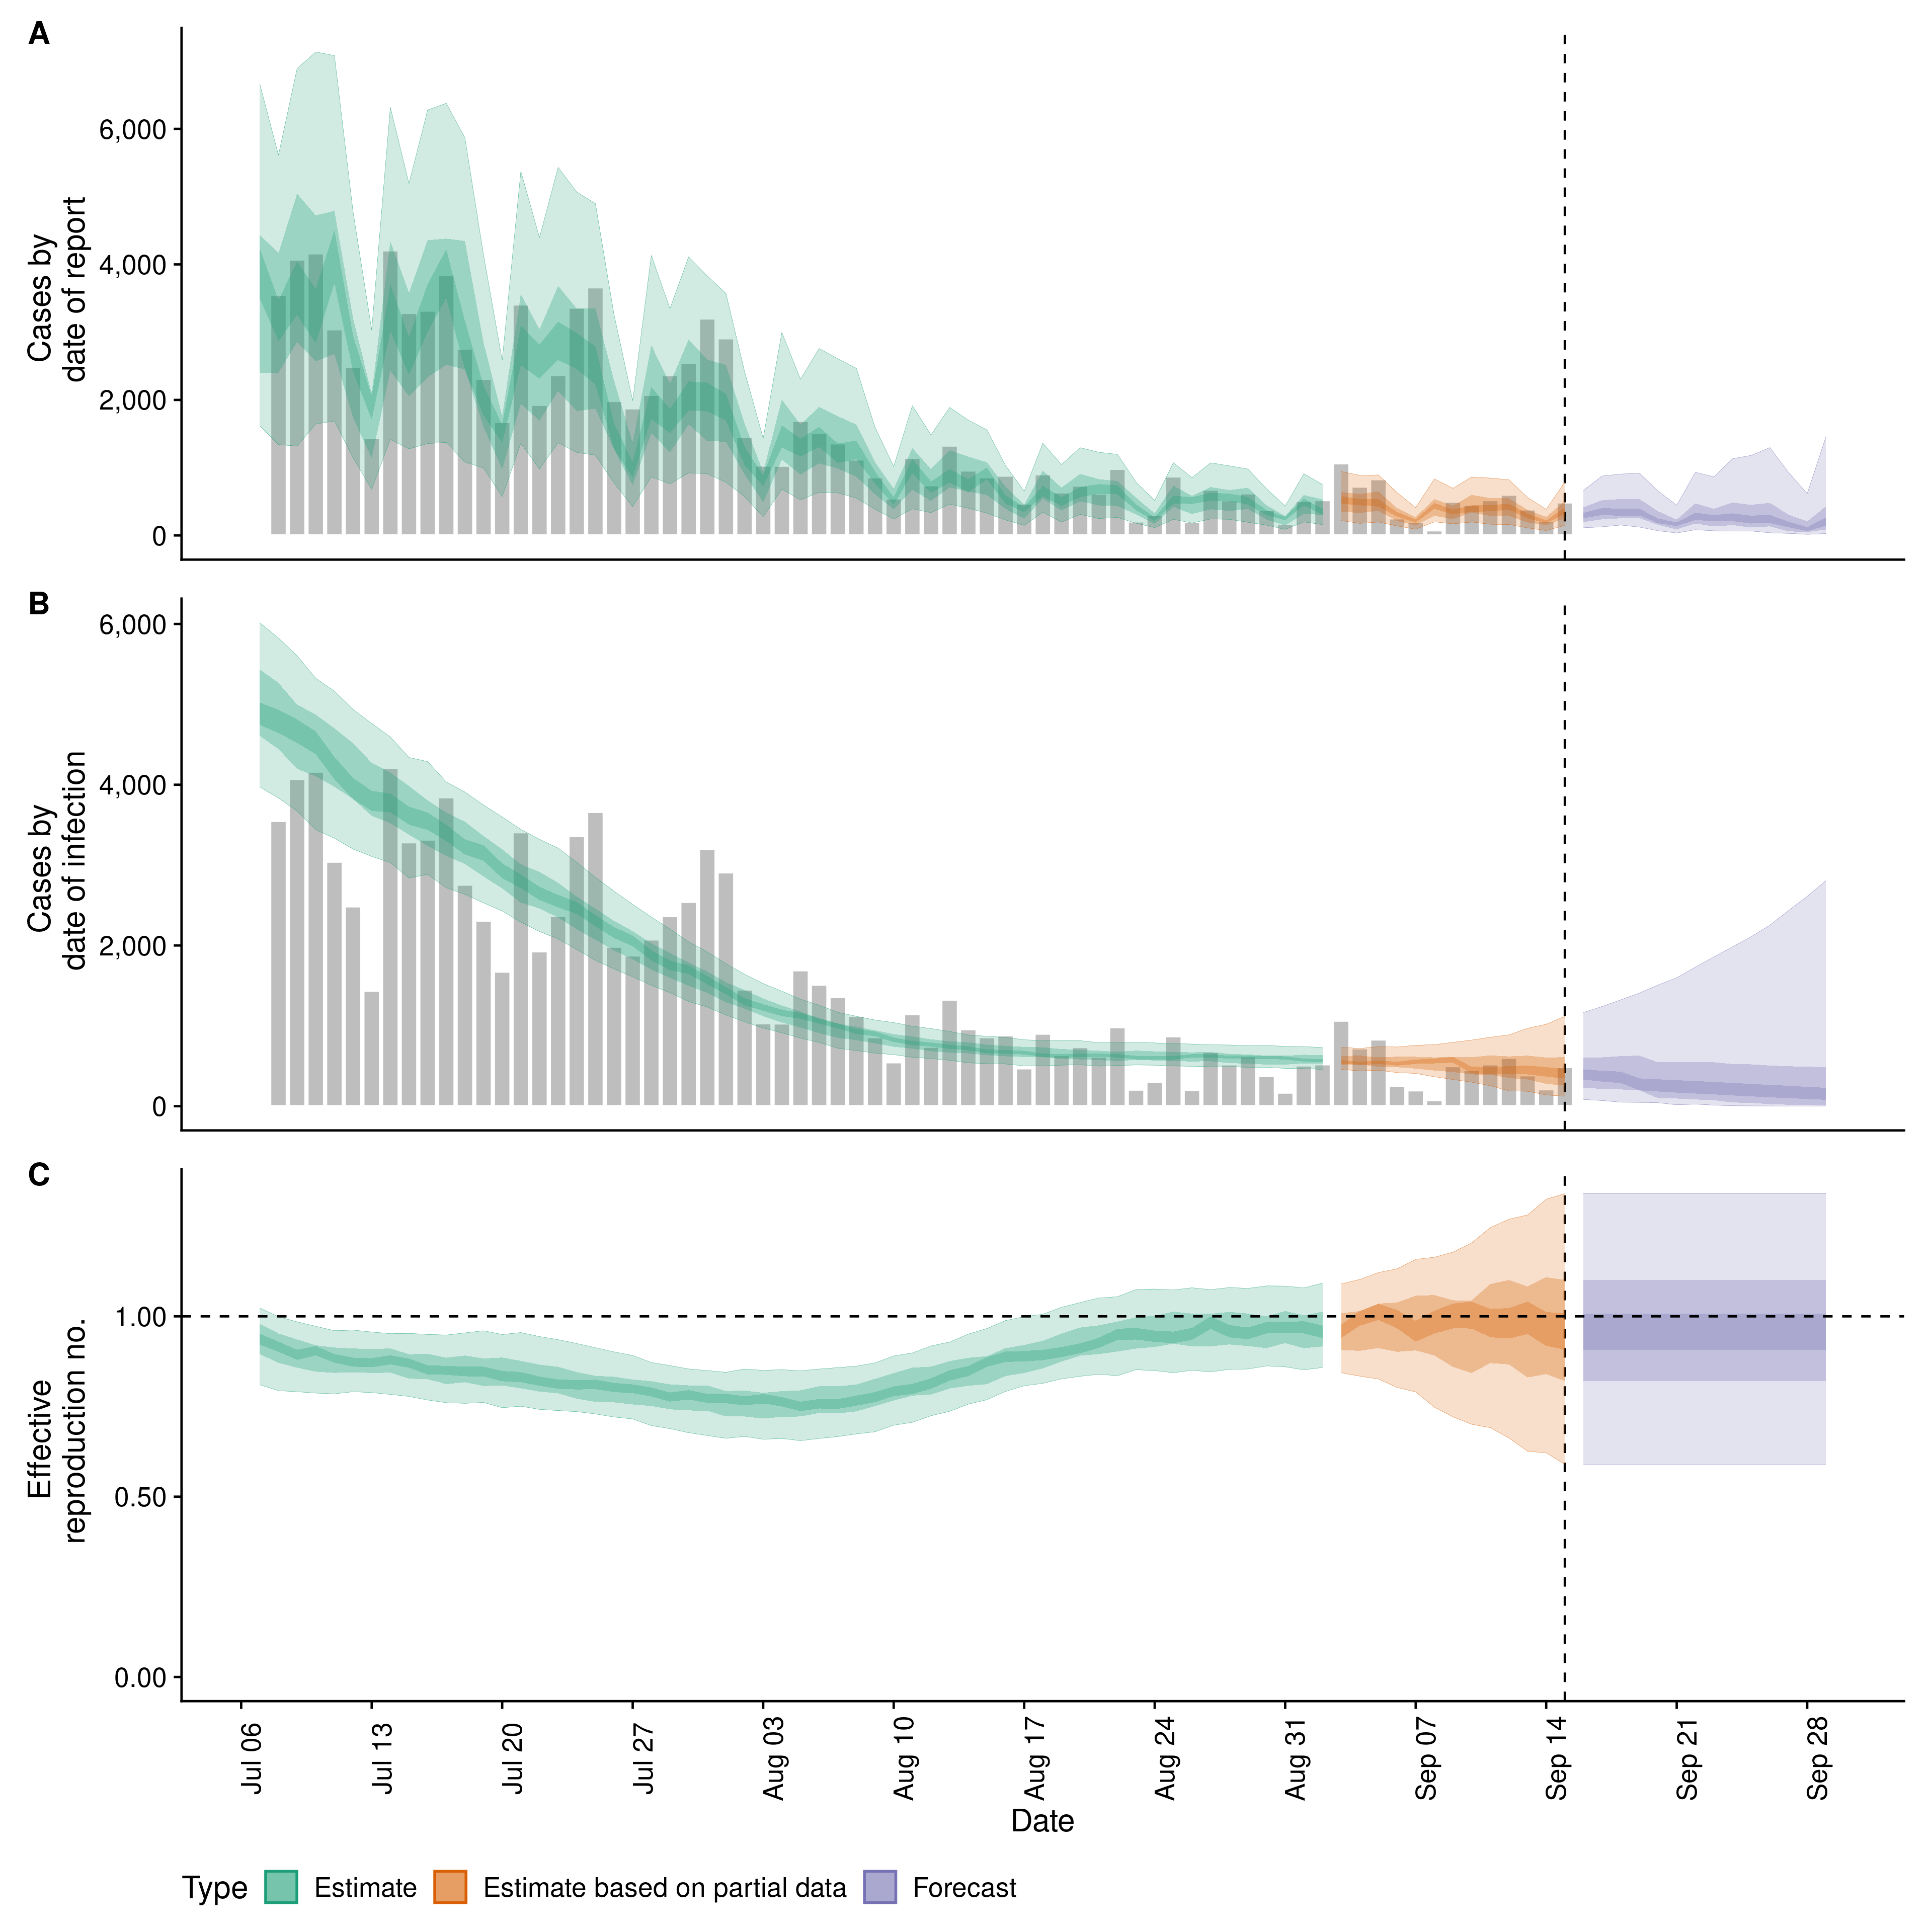 A
6,000
4,000
2,000
0
Cases by
date of report
B
6,000
4,000
2,000
0
Cases by
date of infection
C
1.00
0.50
0.00
Effective
reproduction no.
Jul 06
Jul 13
Jul 20
Jul 27
Aug 03
Aug 10
Aug 17
Aug 24
Aug 31
Sep 07
Sep 14
Sep 21
Sep 28
Date
Type Estimate Estimate based on partial data Forecast